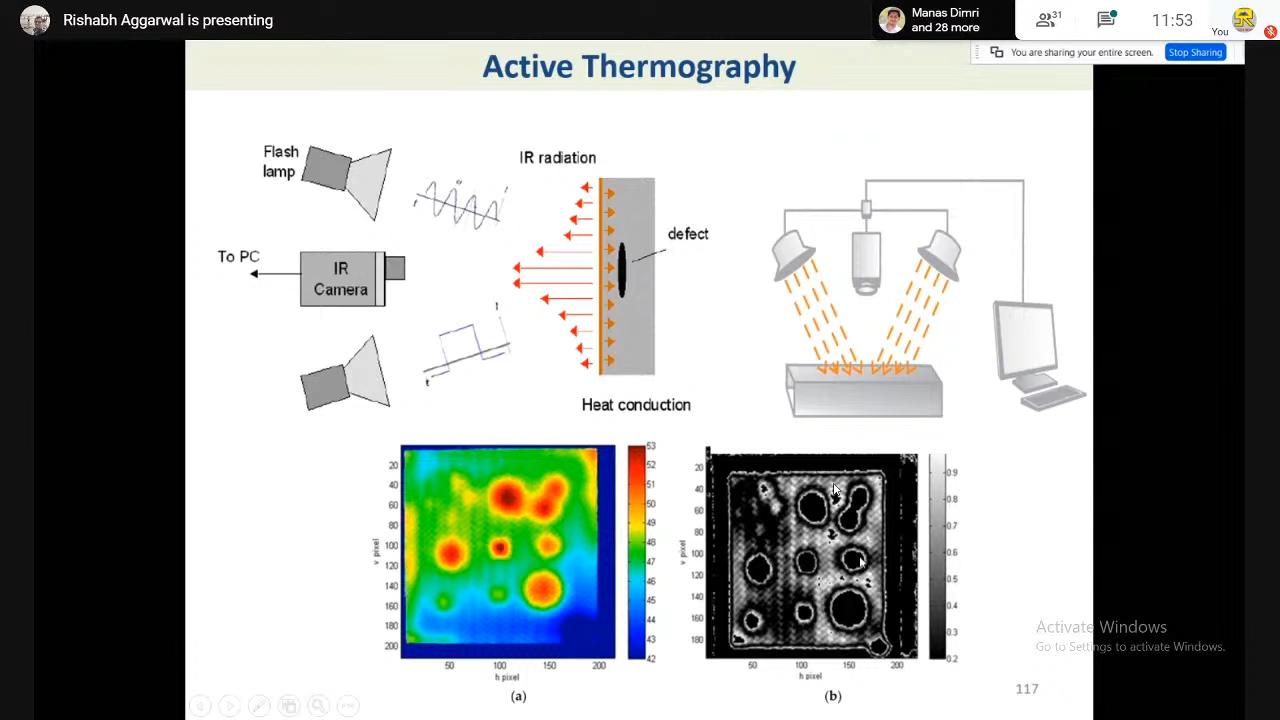 Rishabh Aggarwal is presenting
Manas Dimri
and 28 more
31
11:53
You
You are sharing your entire screen.
Stop Sharing
Active Thermography
Flash
lamp
IR radiation
To PC
IR
Camera
defect
t
Heat conduction
53
52
51
50
49
48
47
46
45
44
43
42
20
40
60
80
100
120
140
160
180
200
v pixel
50
100
150
200
h pixel
(a)
20
40
60
80
100
120
140
160
180
v pixel
50
100
150
200
h pixel
(b)
0.9
0.8
0.7
0.6
0.5
0.4
0.3
0.2
Activate Windows
Go to Settings to activate Windows.
117